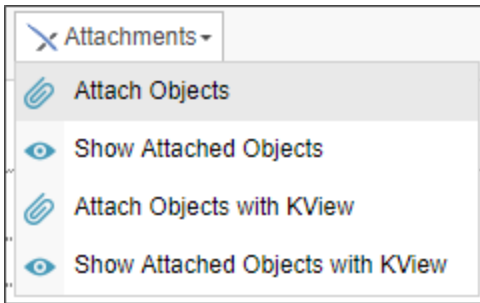 Attachments
Attach Objects
Show Attached Objects
Attach Objects with KView
Show Attached Objects with KView